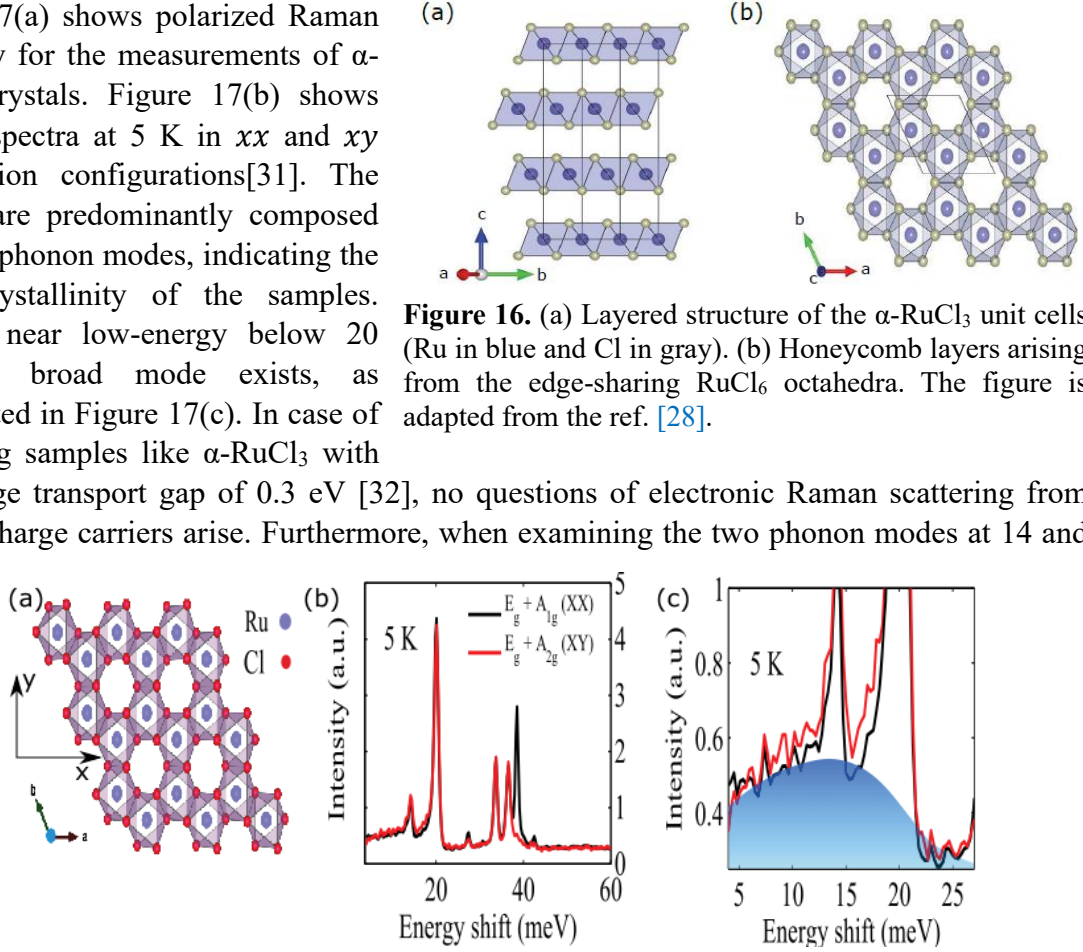 7(a) shows polarized Raman
y for the measurements of α-
rystals. Figure 17(b) shows
spectra at 5 K in xx and xy
ion configurations[31]. The
are predominantly composed
phonon modes, indicating the
ystallinity of the samples.
near low-energy below 20
broad mode exists, as
ted in Figure 17(c). In case of
g samples like α-RuCl3 with
(a)
c
a
b
(b)
b
c
a
Figure 16. (a) Layered structure of the α-RuCl3 unit cells
(Ru in blue and Cl in gray). (b) Honeycomb layers arising
from the edge-sharing RuCl6 octahedra. The figure is
adapted from the ref. [28].
ge transport gap of 0.3 eV [32], no questions of electronic Raman scattering from
harge carriers arise. Furthermore, when examining the two phonon modes at 14 and
(a)
Ru
Cl
y
x
b
a
(b)
5 K
Eg + A1g (XX)
Eg + A2g (XY)
Intensity (a.u.)
5
4
3
2
1
0
20 40 60
Energy shift (meV)
(c)
5 K
Intensity (a.u.)
1
0.8
0.6
0.4
5 10 15 20 25
Energy shift (meV)